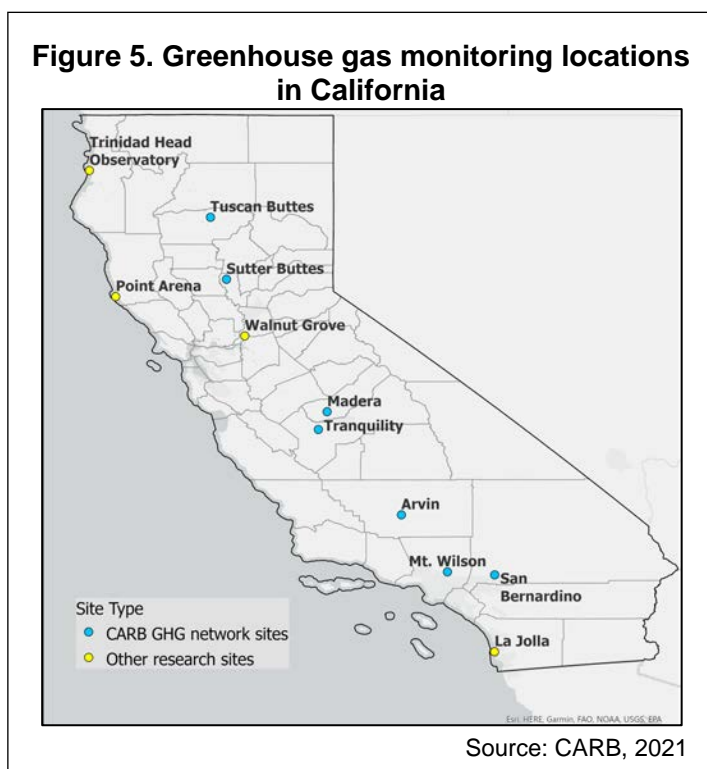 Figure 5. Greenhouse gas monitoring locations
in California
Trinidad Head
Observatory
Tuscan Buttes
Sutter Buttes
Point Arena
Walnut Grove
Madera
Tranquility
Arvin
Mt. Wilson
San
Bernardino
La Jolla
Site Type
CARB GHG network sites
Other research sites
Esri, HERE, Garmin, FAO, NOAA, USGS, EPA
Source: CARB, 2021